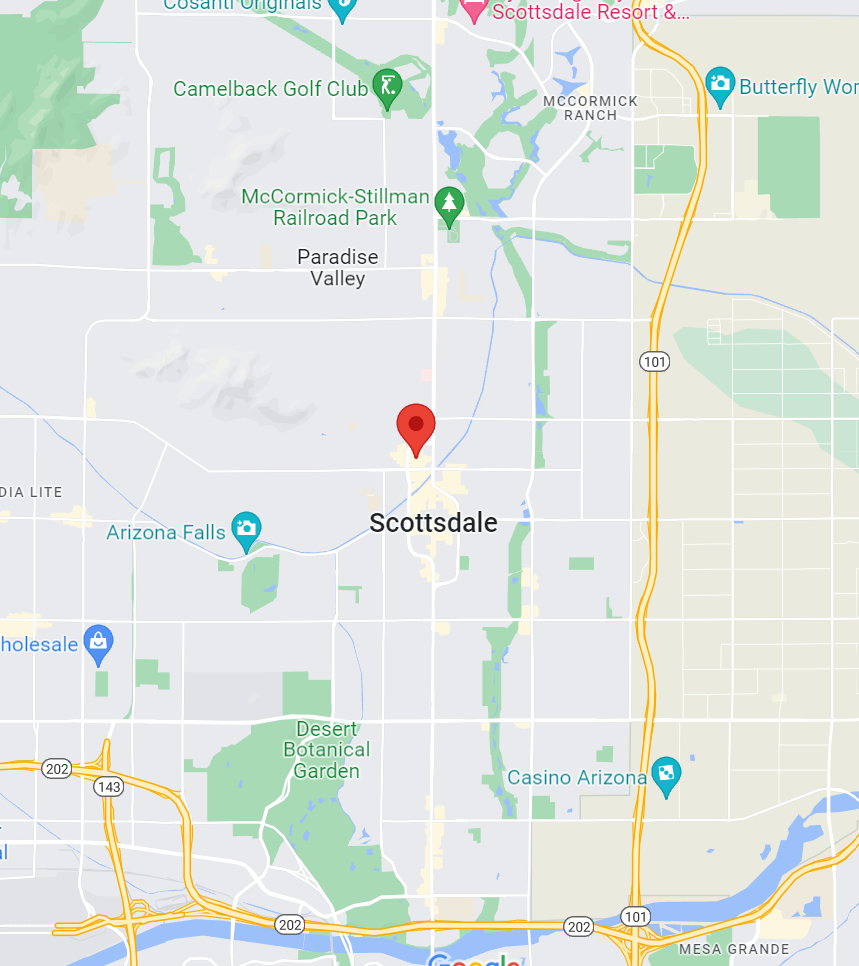 Cosanti Originals
Scottsdale Resort &...
Camelback Golf Club
Butterfly Wor
MCCORMICK
RANCH
McCormick-Stillman
Railroad Park
Paradise
Valley
101
DIA LITE
Scottsdale
Arizona Falls
holesale
Desert
Botanical
Garden
202
143
Casino Arizona
al
202
202
101
MESA GRANDE
Google